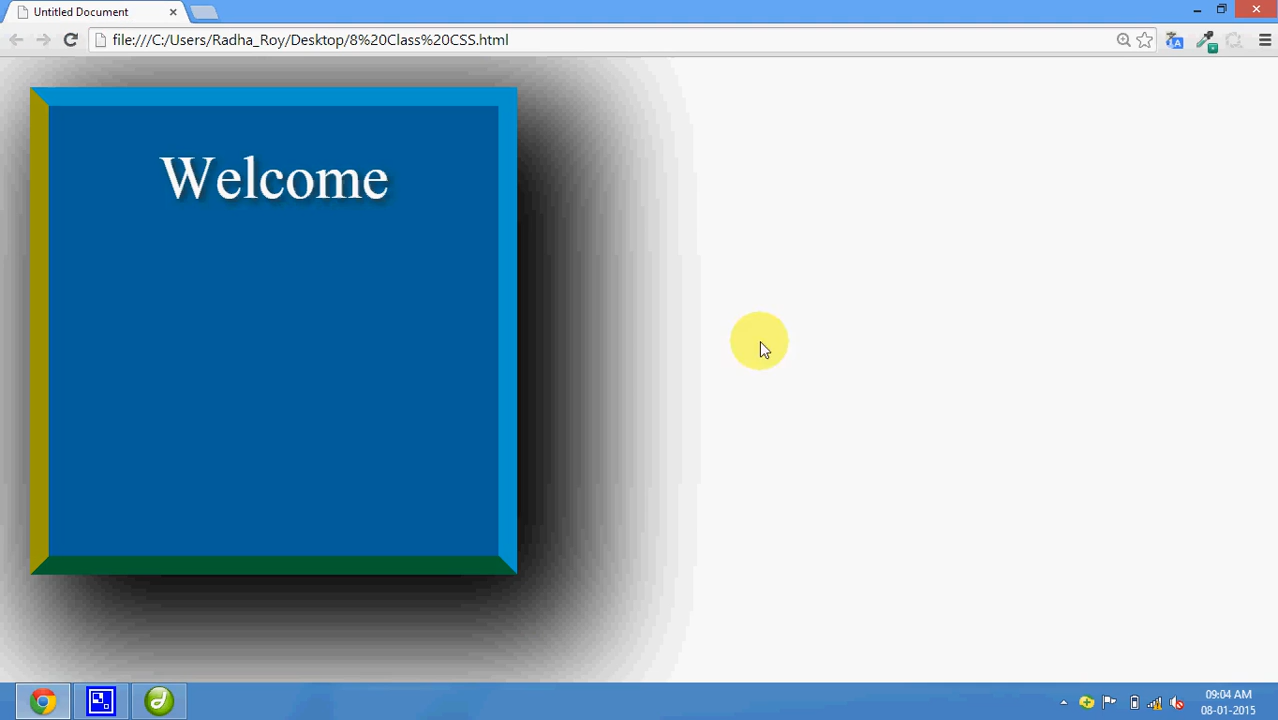 Untitled Document
file:///C:/Users/Radha_Roy/Desktop/8%20Class%20CSS.html
Welcome
09:04 AM
08-01-2015